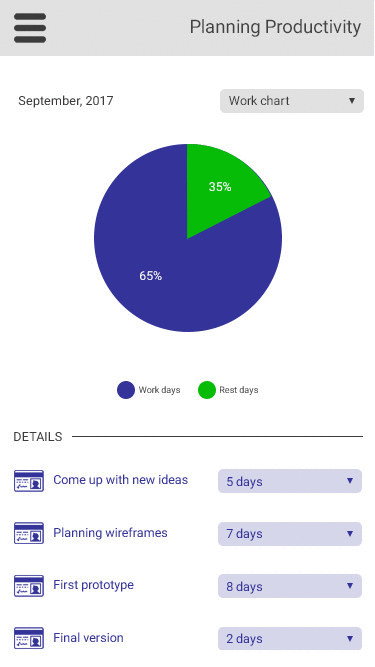 Planning Productivity
September, 2017
Work chart
35%
65%
Work days
Rest days
DETAILS
Come up with new ideas
5 days
Planning wireframes
7 days
First prototype
8 days
Final version
2 days